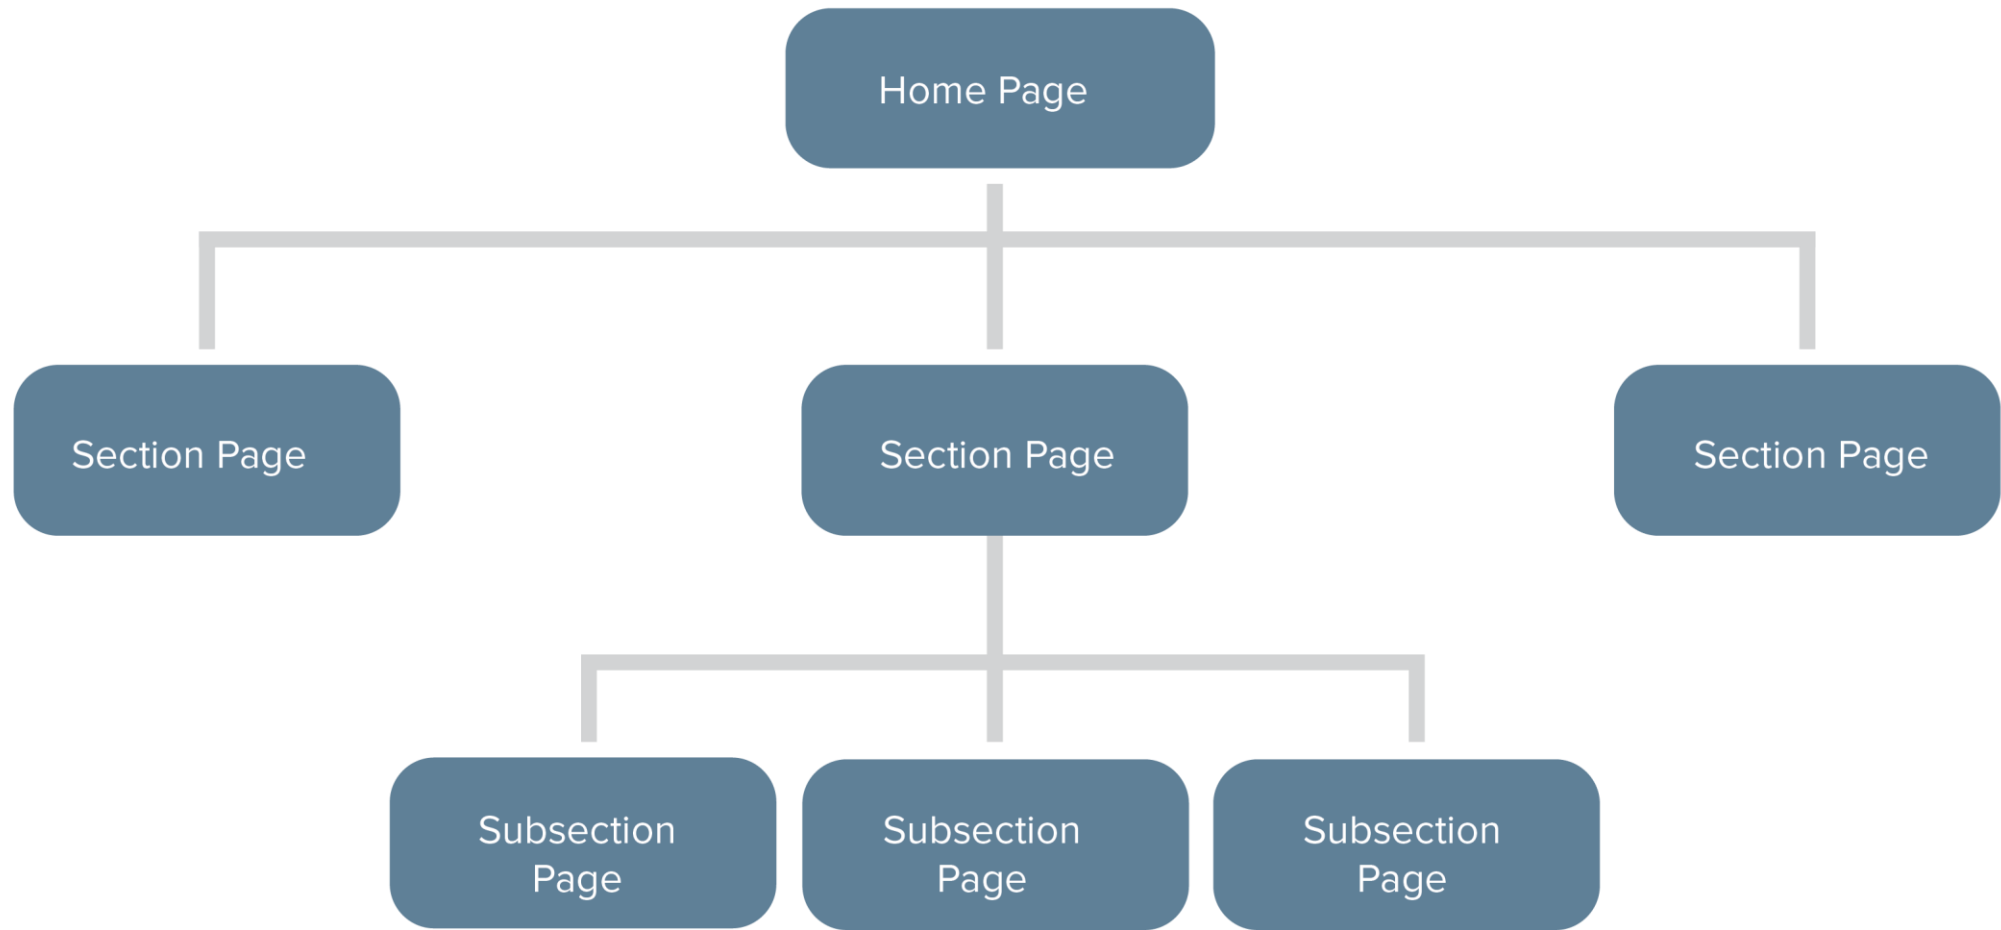 Home Page
Section Page
Section Page
Section Page
Subsection
Page
Subsection
Page
Subsection
Page